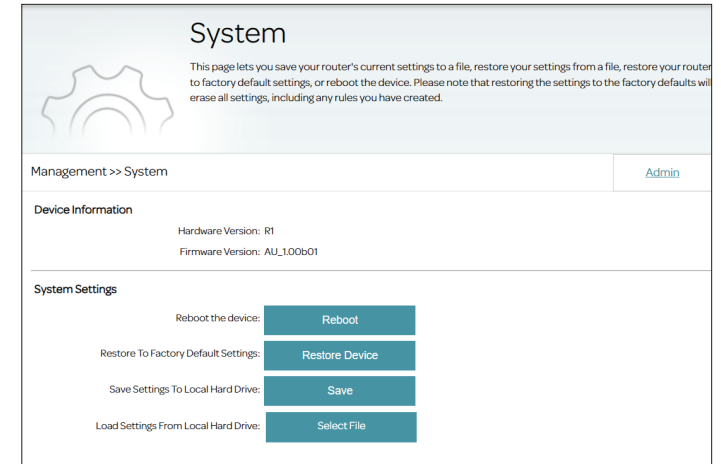 System
This page lets you save your router's current settings to a file, restore your settings from a file, restore your router
to factory default settings, or reboot the device. Please note that restoring the settings to the factory defaults will
erase all settings, including any rules you have created.
Management >> System
Admin
Device Information
Hardware Version: R1
Firmware Version: AU_1.00b01
System Settings
Reboot the device: Reboot
Restore To Factory Default Settings: Restore Device
Save Settings To Local Hard Drive: Save
Load Settings From Local Hard Drive: Select File